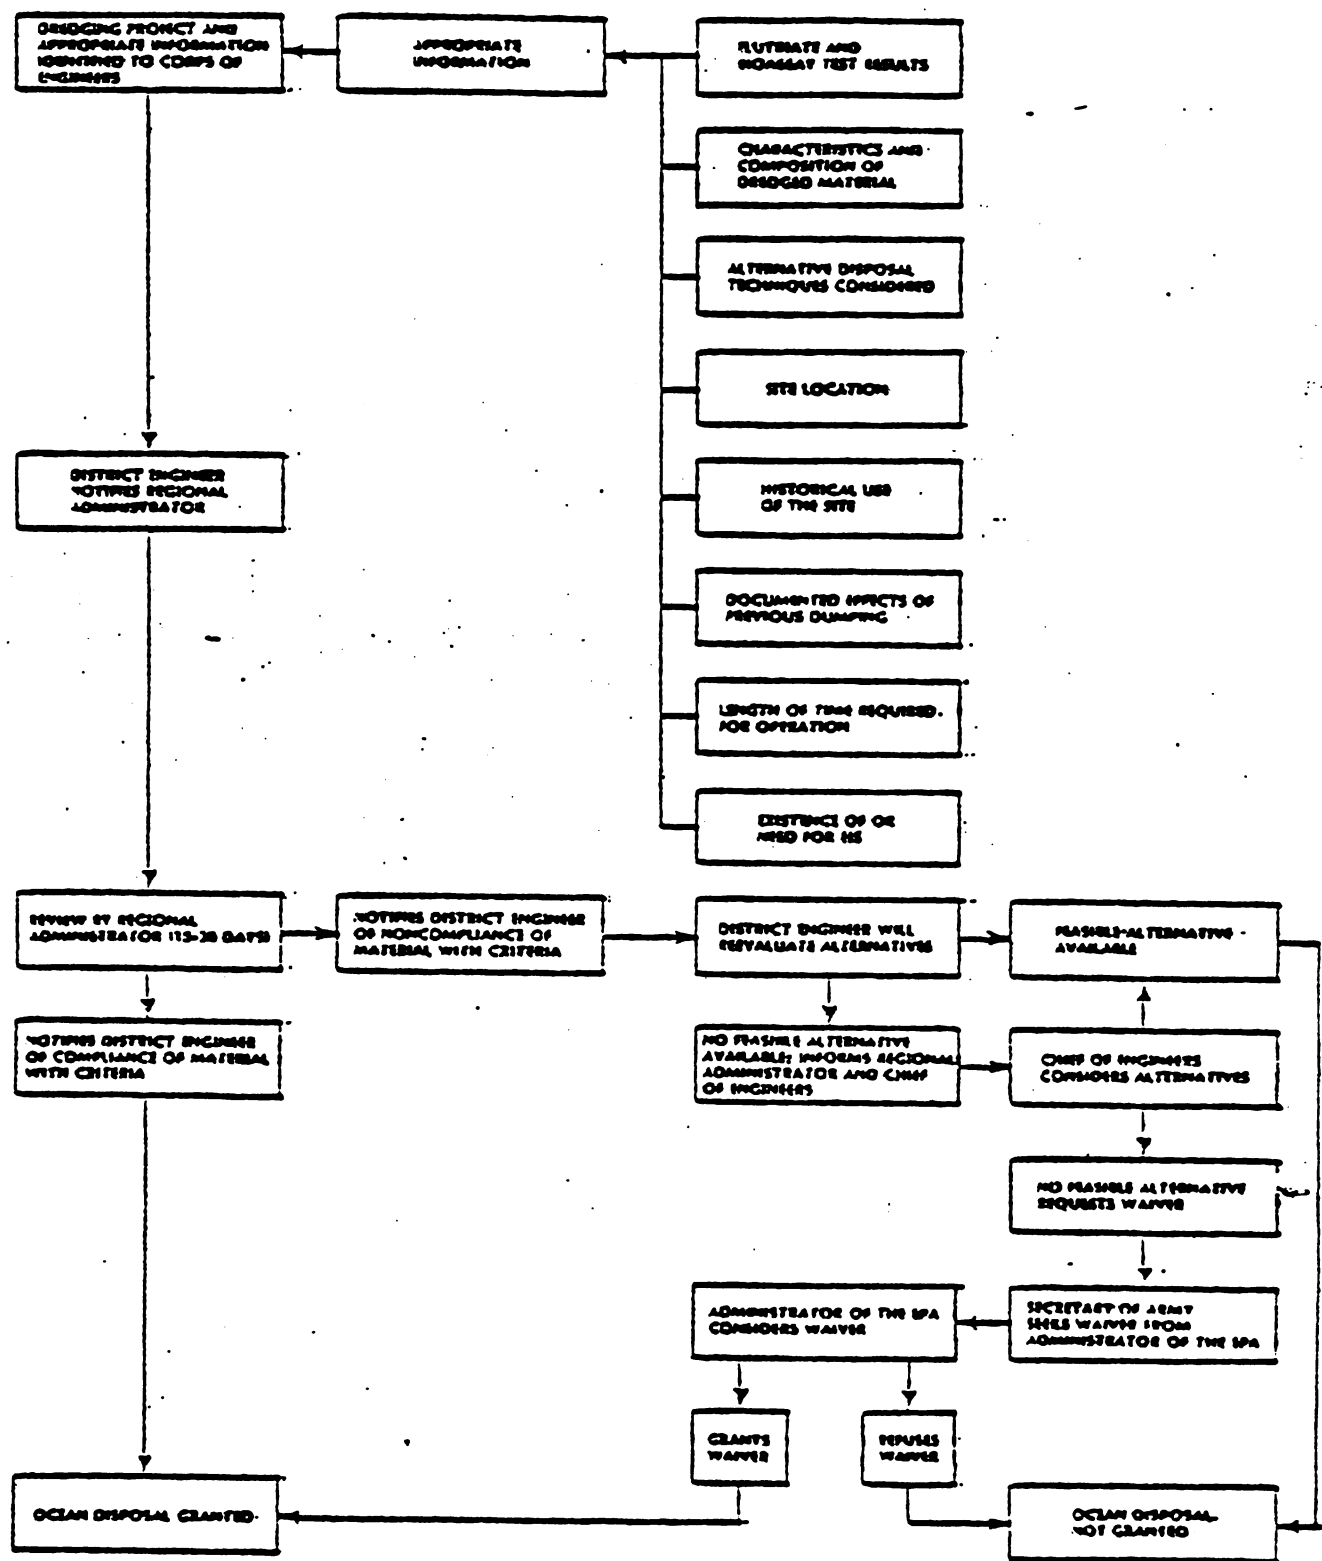 DREDGING PROJECT AND
APPROPRIATE INFORMATION
IDENTIFIED TO CORPS OF
ENGINEERS
APPROPRIATE
INFORMATION
ELUTRIATE AND
BIOASSAY TEST RESULTS
CHARACTERISTICS AND
COMPOSITION OF
DREDGED MATERIAL
ALTERNATIVE DISPOSAL
TECHNIQUES CONSIDERED
SITE LOCATION
HISTORICAL USE
OF THE SITE
DOCUMENTED EFFECTS OF
PREVIOUS DUMPING
LENGTH OF TIME REQUIRED
FOR OPERATION
EXISTENCE OF OR
NEED FOR EIS
DISTRICT ENGINEER
NOTIFIES REGIONAL
ADMINISTRATOR
REVIEW BY REGIONAL
ADMINISTRATOR (15-30 DAYS)
NOTIFIES DISTRICT ENGINEER
OF NONCOMPLIANCE OF
MATERIAL WITH CRITERIA
DISTRICT ENGINEER WILL
REEVALUATE ALTERNATIVES
FEASIBLE ALTERNATIVE
AVAILABLE
NOTIFIES DISTRICT ENGINEER
OF COMPLIANCE OF MATERIAL
WITH CRITERIA
NO FEASIBLE ALTERNATIVE
AVAILABLE; INFORMS REGIONAL
ADMINISTRATOR AND CHIEF
OF ENGINEERS
CHIEF OF ENGINEERS
CONSIDERS ALTERNATIVES
NO FEASIBLE ALTERNATIVE
REQUESTS WAIVER
ADMINISTRATOR OF THE EPA
CONSIDERS WAIVER
SECRETARY OF ARMY
SEEKS WAIVER FROM
ADMINISTRATOR OF THE EPA
GRANTS
WAIVER
REFUSES
WAIVER
OCEAN DISPOSAL GRANTED
OCEAN DISPOSAL
NOT GRANTED